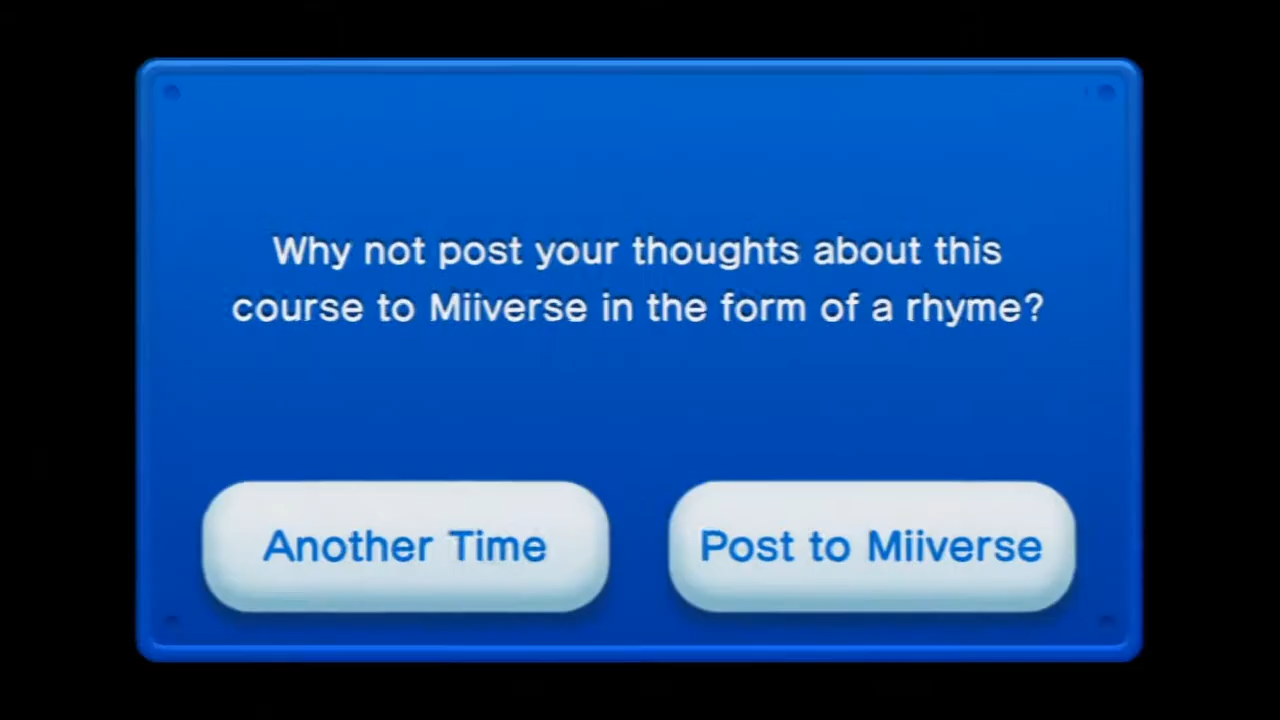 Why not post your thoughts about this
course to Miiverse in the form of a rhyme?
Another Time
Post to Miiverse